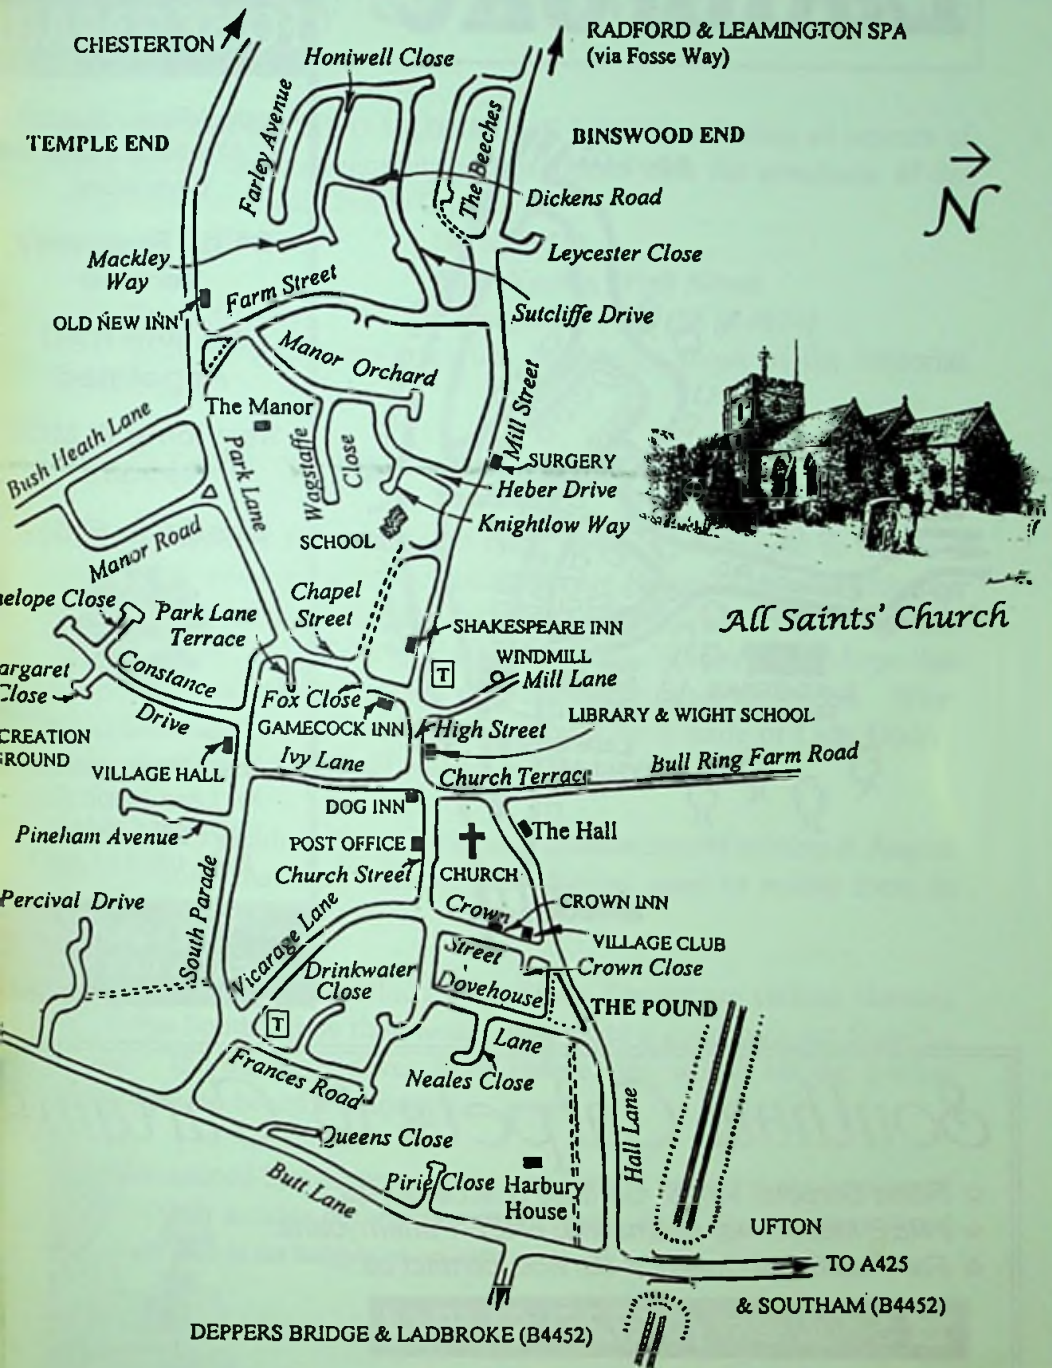 CHESTERTON
Honiwell Close
RADFORD & LEAMINGTON SPA
(via Fosse Way)
TEMPLE END
Farley Avenue
The Beeches
BINSWOOD END
Dickens Road
N
Mackley
Way
Leycester Close
Farm Street
OLD NEW INN
Sutcliffe Drive
Manor Orchard
Mill Street
The Manor
Bush Heath Lane
Park Lane
Wagstaffe
Close
SURGERY
Heber Drive
Knightlow Way
SCHOOL
Manor Road
elope Close
Park Lane
Terrace
Chapel
Street
SHAKESPEARE INN
All Saints' Church
WINDMILL
T
Mill Lane
argaret
Close
Constance
Drive
Fox Close
GAMECOCK INN
High Street
LIBRARY & WIGHT SCHOOL
CREATION
GROUND
VILLAGE HALL
Ivy Lane
Church Terrace
Bull Ring Farm Road
DOG INN
Pineham Avenue
POST OFFICE
The Hall
Church Street
CHURCH
Percival Drive
South Parade
Vicarage Lane
Crown
Street
CROWN INN
VILLAGE CLUB
Crown Close
Drinkwater
Close
Dovehouse
Lane
THE POUND
T
Frances Road
Neales Close
Hall Lane
Queens Close
Butt Lane
Pirie Close
Harbury
House
UFTON
TO A425
& SOUTHAM (B4452)
DEPPERS BRIDGE & LADBROKE (B4452)